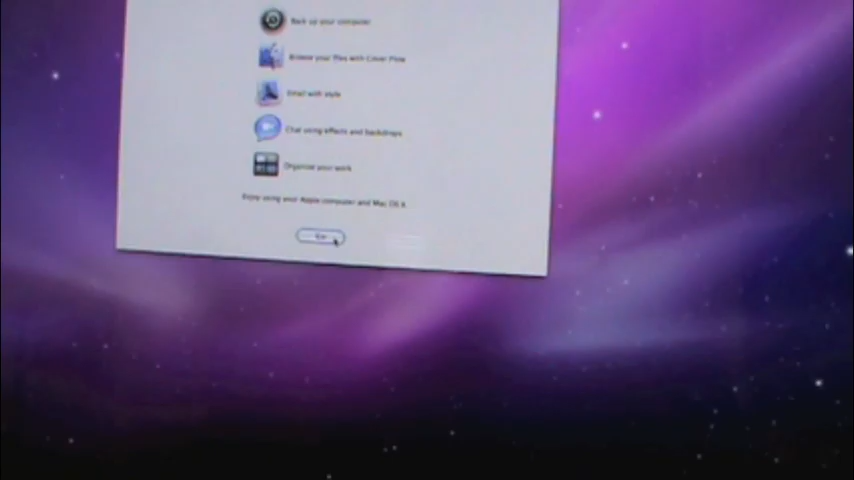 Back up your computer
Browse your files with Cover Flow
Email with style
Chat using effects and backdrops
Organize your work
Enjoy using your Apple computer and Mac OS X.
Go